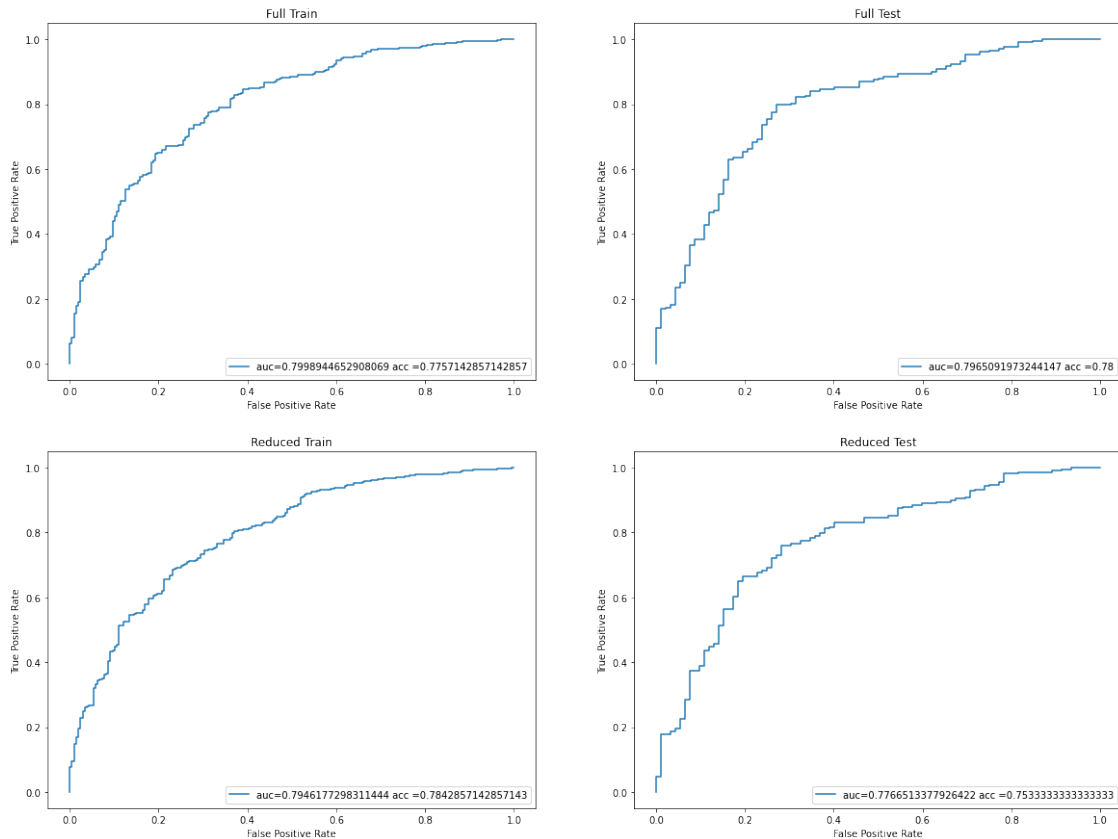 Full Train
True Positive Rate
1.0
0.8
0.6
0.4
0.2
0.0
auc=0.7998944652908069 acc =0.7757142857142857
0.0 0.2 0.4 0.6 0.8 1.0
False Positive Rate
Full Test
True Positive Rate
1.0
0.8
0.6
0.4
0.2
0.0
auc=0.7965091973244147 acc =0.78
0.0 0.2 0.4 0.6 0.8 1.0
False Positive Rate
Reduced Train
True Positive Rate
1.0
0.8
0.6
0.4
0.2
0.0
auc=0.7946177298311444 acc =0.7842857142857143
0.0 0.2 0.4 0.6 0.8 1.0
False Positive Rate
Reduced Test
True Positive Rate
1.0
0.8
0.6
0.4
0.2
0.0
auc=0.7766513377926422 acc =0.7533333333333333
0.0 0.2 0.4 0.6 0.8 1.0
False Positive Rate